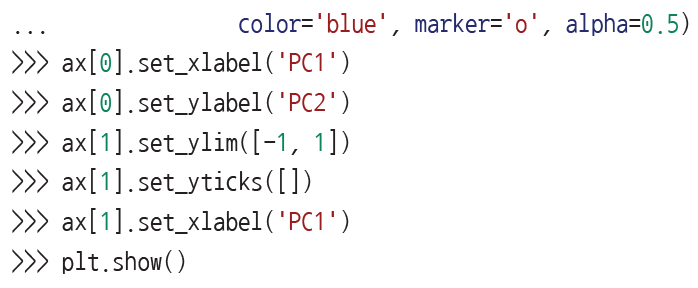 ...               color='blue', marker='o', alpha=0.5)
>>> ax[0].set_xlabel('PC1')
>>> ax[0].set_ylabel('PC2')
>>> ax[1].set_ylim([-1, 1])
>>> ax[1].set_yticks([])
>>> ax[1].set_xlabel('PC1')
>>> plt.show()